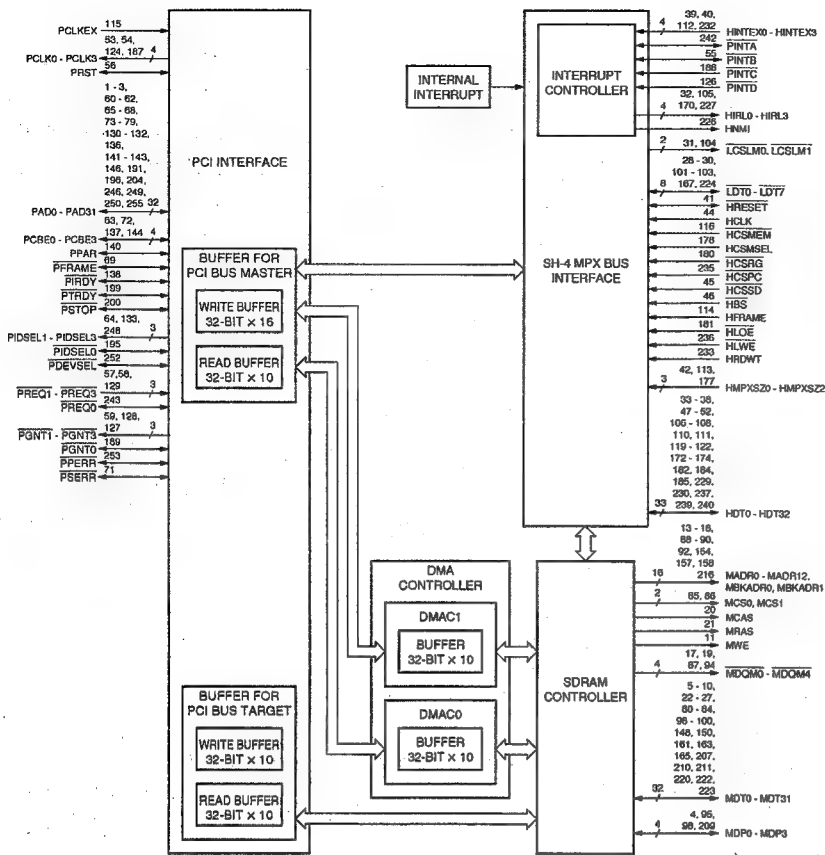 PCLKEX 115
53, 54,
PCLK0 - PCLK3 124, 187 4
PRST 56
1 - 3,
60 - 62,
65 - 68,
73 - 79,
130 - 132,
136,
141 - 143,
146, 191,
196, 204,
246, 249,
PAD0 - PAD31 250, 255 32
63, 72,
PCBE0 - PCBE3 137, 144 4
PPAR 140
PFRAME 69
PIRDY 138
PTRDY 199
PSTOP 200
64, 133,
PIDSEL1 - PIDSEL3 248 3
PIDSEL0 195
PDEVSEL 252
57,58,
PREQ1 - PREQ3 129 3
PREQ0 243
59, 128,
PGNT1 - PGNT3 127 3
PGNT0 189
PPERR 253
PSERR 71
PCI INTERFACE
BUFFER FOR
PCI BUS MASTER
WRITE BUFFER
32-BIT × 16
READ BUFFER
32-BIT × 10
BUFFER FOR
PCI BUS TARGET
WRITE BUFFER
32-BIT × 10
READ BUFFER
32-BIT × 10
INTERNAL
INTERRUPT
DMA
CONTROLLER
DMAC1
BUFFER
32-BIT × 10
DMAC0
BUFFER
32-BIT × 10
INTERRUPT
CONTROLLER
SH-4 MPX BUS
INTERFACE
SDRAM
CONTROLLER
39, 40,
4 112, 232 HINTEX0 - HINTEX3
242 PINTA
55 PINTB
188 PINTC
126 PINTD
32, 105,
4 170, 227 HIRL0 - HIRL3
226 HNMI
2 31, 104 LCSLM0, LCSLM1
28 - 30,
101 - 103,
8 167, 224 LDT0 - LDT7
41 HRESET
44 HCLK
116 HCSMEM
178 HCSMSEL
180 HCSRG
235 HCSPC
45 HCSSD
46 HBS
114 HFRAME
181 HLOE
236 HLWE
233 HRDWT
42, 113,
3 177 HMPXSZ0 - HMPXSZ2
33 - 38,
47 - 52,
106 - 108,
110, 111,
119 - 122,
172 - 174,
182, 184,
185, 229,
230, 237,
33 239, 240 HDT0 - HDT32
13 - 16,
88 - 90,
92, 154,
157, 158
16 216 MADR0 - MADR12,
MBKADR0, MBKADR1
2 85, 86 MCS0, MCS1
20 MCAS
21 MRAS
11 MWE
17, 19,
4 87, 94 MDQM0 - MDQM4
5 - 10,
22 - 27,
80 - 84,
96 - 100,
148, 150,
161, 163,
165, 207,
210, 211,
220, 222,
32 223 MDT0 - MDT31
4, 95,
4 98, 209 MDP0 - MDP3